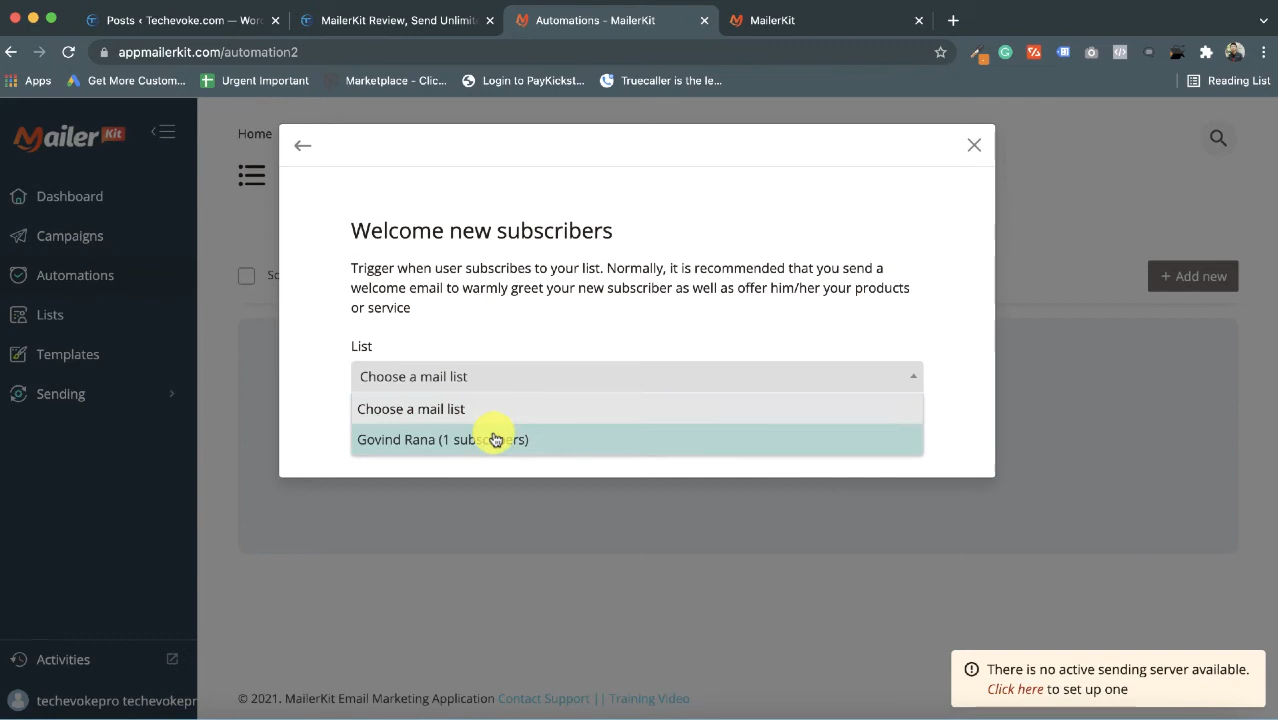 Posts ‹ Techevoke.com — Wor
MailerKit Review, Send Unlimit
Automations - MailerKit
MailerKit
appmailerkit.com/automation2
Apps
Get More Custom...
Urgent Important
Marketplace - Clic...
Login to PayKickst...
Truecaller is the le...
Reading List
Mailer Kit
Home
Dashboard
Campaigns
Automations
Lists
Templates
Sending
+ Add new
Welcome new subscribers
Trigger when user subscribes to your list. Normally, it is recommended that you send a
welcome email to warmly greet your new subscriber as well as offer him/her your products
or service
List
Choose a mail list
Choose a mail list
Govind Rana (1 subscribers)
There is no active sending server available.
Click here to set up one
Activities
techevokepro techevokepr
© 2021. MailerKit Email Marketing Application Contact Support || Training Video